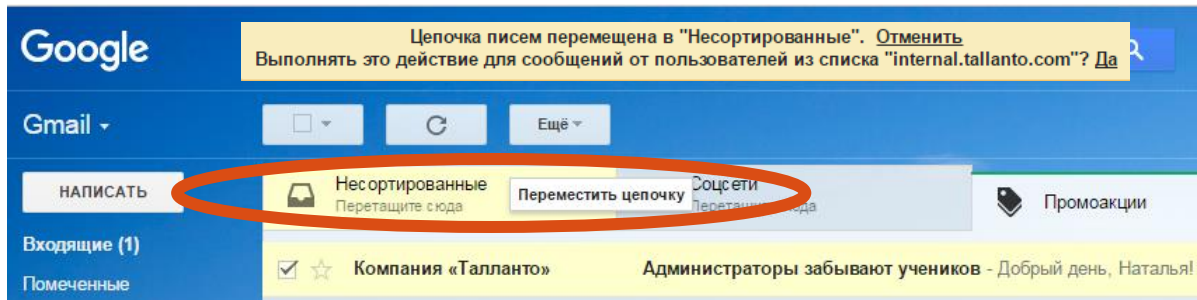 Google
Цепочка писем перемещена в "Несортированные". Отменить
Выполнять это действие для сообщений от пользователей из списка "internal.tallanto.com"? Да
Gmail
Ещё
НАПИСАТЬ
Несортированные
Перетащите сюда
Переместить цепочку
Соцсети
Перетащите сюда
Промоакции
Входящие (1)
Помеченные
Компания «Талланто» Администраторы забывают учеников - Добрый день, Наталья!